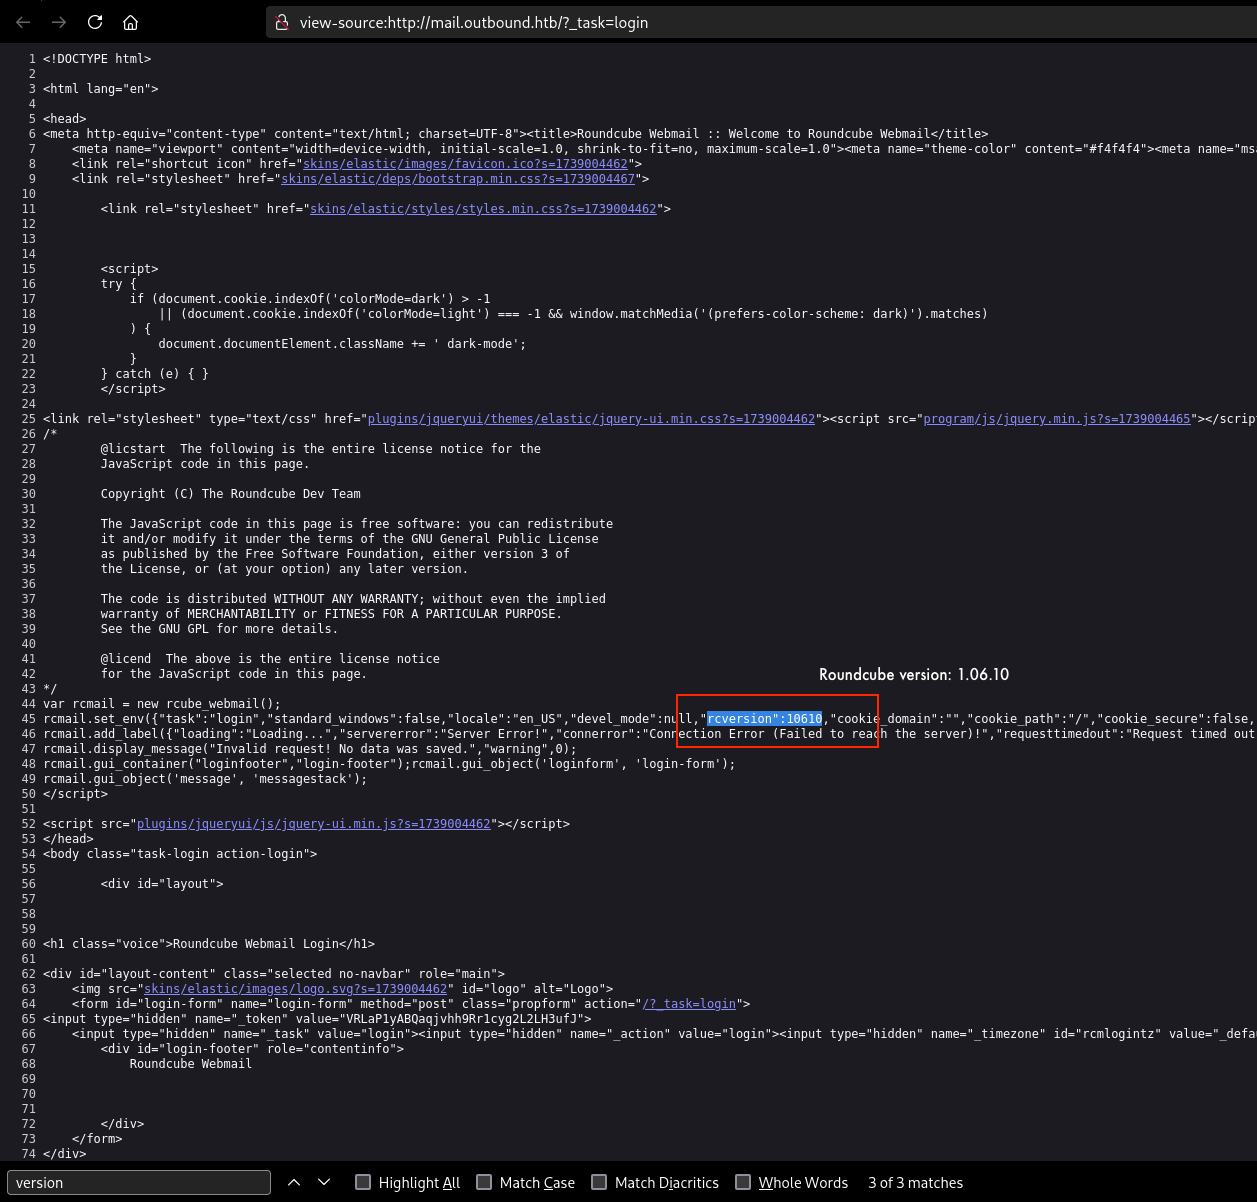 view-source:http://mail.outbound.htb/?_task=login
1 <!DOCTYPE html>
2
3 <html lang="en">
4
5 <head>
6 <meta http-equiv="content-type" content="text/html; charset=UTF-8"><title>Roundcube Webmail :: Welcome to Roundcube Webmail</title>
7 <meta name="viewport" content="width=device-width, initial-scale=1.0, shrink-to-fit=no, maximum-scale=1.0"><meta name="theme-color" content="#f4f4f4"><meta name="ms
8 <link rel="shortcut icon" href="skins/elastic/images/favicon.ico?s=1739004462">
9 <link rel="stylesheet" href="skins/elastic/deps/bootstrap.min.css?s=1739004467">
10
11 <link rel="stylesheet" href="skins/elastic/styles/styles.min.css?s=1739004462">
12
13
14
15 <script>
16 try {
17 if (document.cookie.indexOf('colorMode=dark') > -1
18 || (document.cookie.indexOf('colorMode=light') === -1 && window.matchMedia('(prefers-color-scheme: dark)').matches)
19 ) {
20 document.documentElement.className += ' dark-mode';
21 }
22 } catch (e) { }
23 </script>
24
25 <link rel="stylesheet" type="text/css" href="plugins/jqueryui/themes/elastic/jquery-ui.min.css?s=1739004462"><script src="program/js/jquery.min.js?s=1739004465"></scrip
26 /*
27 @licstart  The following is the entire license notice for the
28 JavaScript code in this page.
29
30 Copyright (C) The Roundcube Dev Team
31
32 The JavaScript code in this page is free software: you can redistribute
33 it and/or modify it under the terms of the GNU General Public License
34 as published by the Free Software Foundation, either version 3 of
35 the License, or (at your option) any later version.
36
37 The code is distributed WITHOUT ANY WARRANTY; without even the implied
38 warranty of MERCHANTABILITY or FITNESS FOR A PARTICULAR PURPOSE.
39 See the GNU GPL for more details.
40
41 @licend  The above is the entire license notice
42 for the JavaScript code in this page.
Roundcube version: 1.06.10
43 */
44 var rcmail = new rcube_webmail();
45 rcmail.set_env({"task":"login","standard_windows":false,"locale":"en_US","devel_mode":null,"rcversion":10610,"cookie_domain":"","cookie_path":"/","cookie_secure":false,
46 rcmail.add_label({"loading":"Loading...","servererror":"Server Error!","connerror":"Connection Error (Failed to reach the server)!","requesttimedout":"Request timed out
47 rcmail.display_message("Invalid request! No data was saved.","warning",0);
48 rcmail.gui_container("loginfooter","login-footer");rcmail.gui_object('loginform', 'login-form');
49 rcmail.gui_object('message', 'messagestack');
50 </script>
51
52 <script src="plugins/jqueryui/js/jquery-ui.min.js?s=1739004462"></script>
53 </head>
54 <body class="task-login action-login">
55
56 <div id="layout">
57
58
59
60 <h1 class="voice">Roundcube Webmail Login</h1>
61
62 <div id="layout-content" class="selected no-navbar" role="main">
63 <img src="skins/elastic/images/logo.svg?s=1739004462" id="logo" alt="Logo">
64 <form id="login-form" name="login-form" method="post" class="propform" action="/?_task=login">
65 <input type="hidden" name="_token" value="VRLaP1yABQaqjvhh9Rr1cyg2L2LH3ufJ">
66 <input type="hidden" name="_task" value="login"><input type="hidden" name="_action" value="login"><input type="hidden" name="_timezone" id="rcmlogintz" value="_defa
67 <div id="login-footer" role="contentinfo">
68 Roundcube Webmail
69
70
71
72 </div>
73 </form>
74 </div>
version
Highlight All
Match Case
Match Diacritics
Whole Words
3 of 3 matches